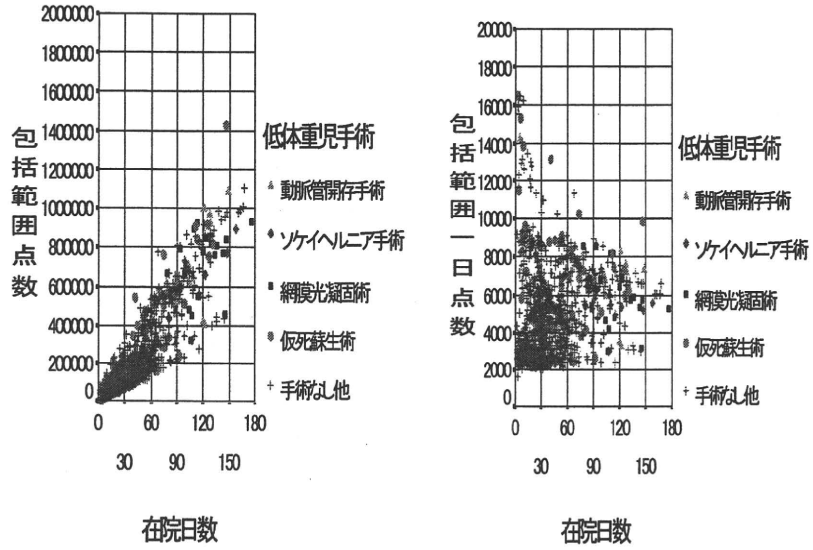 2000000
1800000
1600000
1400000
1200000
1000000
800000
600000
400000
200000
0
包括範囲点数
0 60 120 180
30 90 150
在院日数
低体重児手術
動脈管開存手術
ソケイヘルニア手術
網膜光凝固術
仮死蘇生術
手術なし他
20000
18000
16000
14000
12000
10000
8000
6000
4000
2000
0
包括範囲一日点数
0 60 120 180
30 90 150
在院日数
低体重児手術
動脈管開存手術
ソケイヘルニア手術
網膜光凝固術
仮死蘇生術
手術なし他